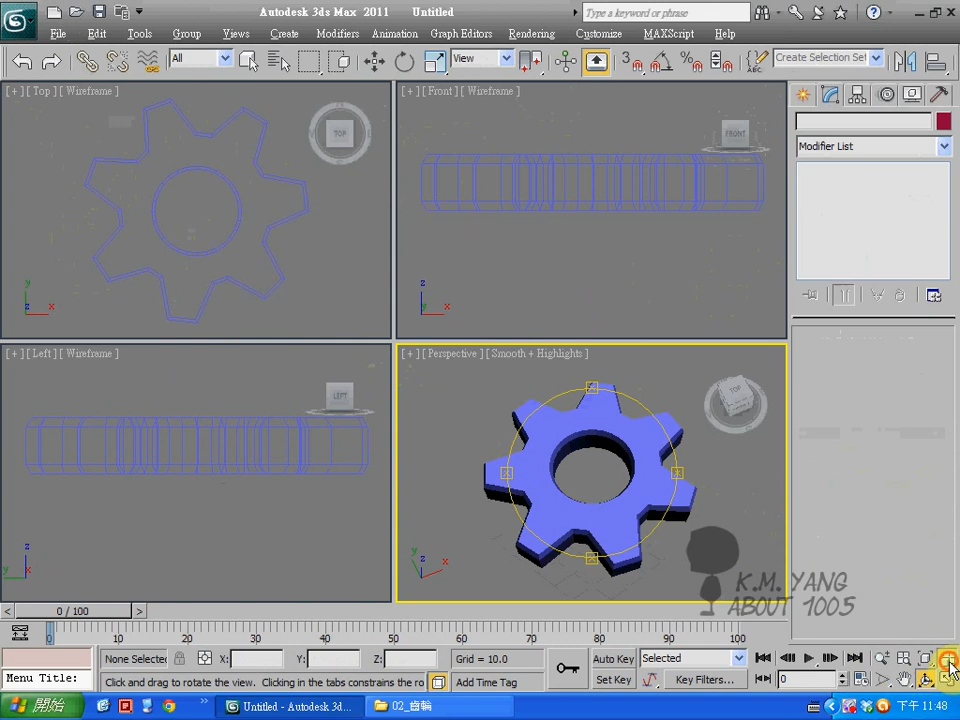 Autodesk 3ds Max 2011 Untitled
Type a keyword or phrase
File Edit Tools Group Views Create Modifiers Animation Graph Editors Rendering Customize MAXScript Help
All View 3 % ABC Create Selection Set
[ + ] [ Top ] [ Wireframe ]
TOP
[ + ] [ Front ] [ Wireframe ]
FRONT
Modifier List
y z x
z x
[ + ] [ Left ] [ Wireframe ]
LEFT
[ + ] [ Perspective ] [ Smooth + Highlights ]
TOP
z y
y z x
K.M. YANG
ABOUT 1005
< 0 / 100 >
0 10 20 30 40 50 60 70 80 90 100
None Selected X: Y: Z: Grid = 10.0 Auto Key Selected
Menu Title: Click and drag to rotate the view. Clicking in the tabs constrains the ro Add Time Tag Set Key Key Filters... 0
開始 Untitled - Autodesk ... 02_齒輪 下午 11:48